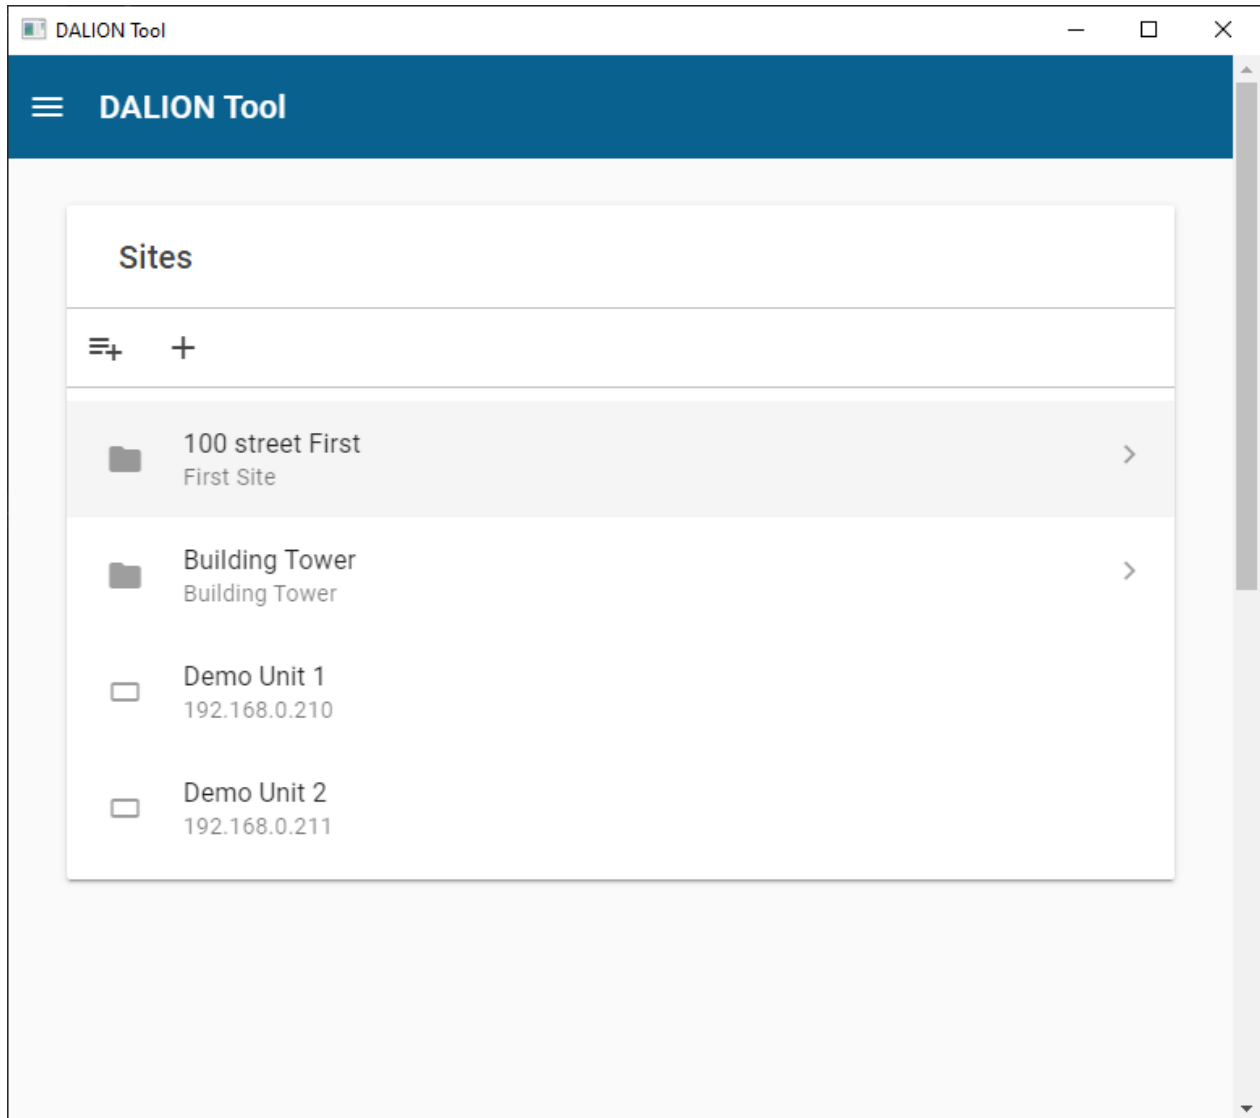 DALION Tool
DALION Tool
Sites
100 street First
First Site
Building Tower
Building Tower
Demo Unit 1
192.168.0.210
Demo Unit 2
192.168.0.211